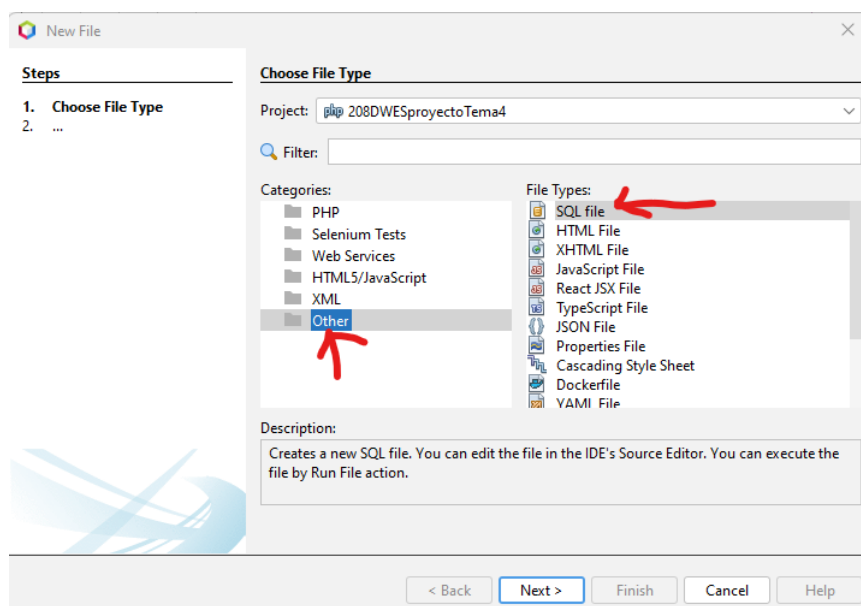 New File
Steps
1. Choose File Type
2. ...
Choose File Type
Project: php 208DWESproyectoTema4
Filter:
Categories:
PHP
Selenium Tests
Web Services
HTML5/JavaScript
XML
Other
File Types:
SQL file
HTML File
XHTML File
JavaScript File
React JSX File
TypeScript File
JSON File
Properties File
Cascading Style Sheet
Dockerfile
YAML File
Description:
Creates a new SQL file. You can edit the file in the IDE's Source Editor. You can execute the
file by Run File action.
< Back Next > Finish Cancel Help